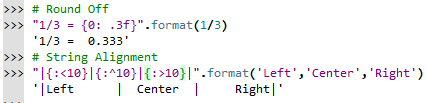 >>> # Round Off
>>> "1/3 = {0: .3f}".format(1/3)
'1/3 =  0.333'
>>> # String Alignment
>>> "|{:<10}|{:^10}|{:>10}|".format('Left','Center','Right')
'|Left      |  Center  |     Right|'